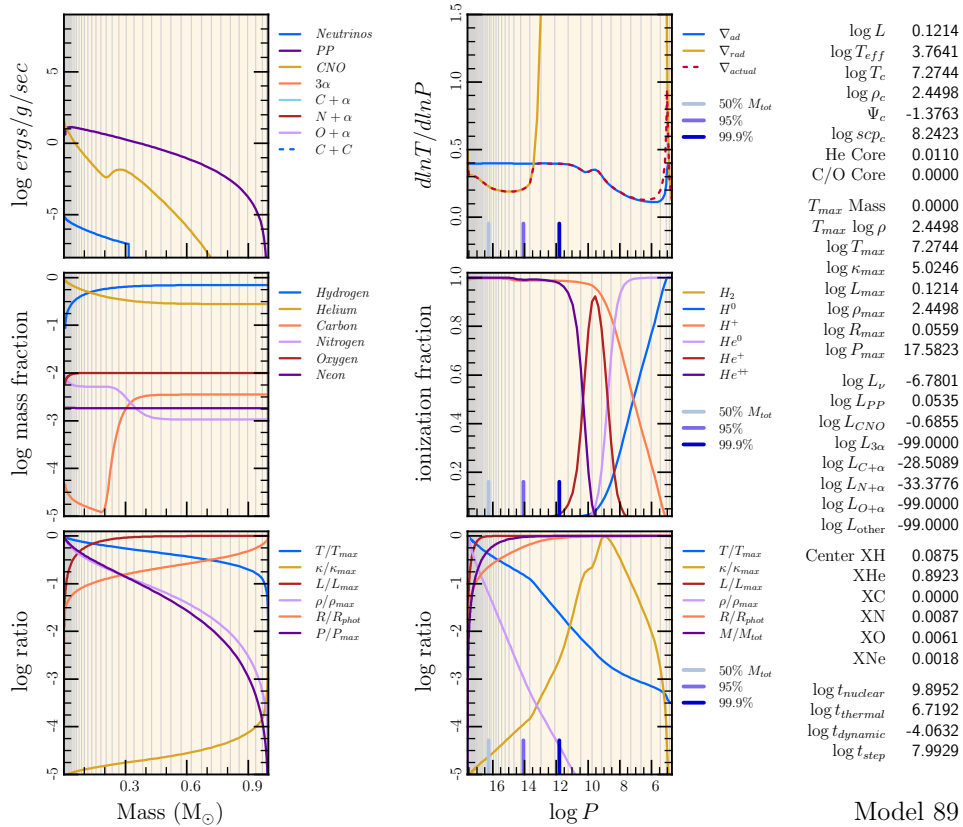 log ergs/g/sec
5
0
-5
Neutrinos
PP
CNO
3α
C + α
N + α
O + α
C + C
dlnT/dlnP
1.5
1.0
0.5
0.0
∇ad
∇rad
∇actual
50% Mtot
95%
99.9%
log mass fraction
0
-1
-2
-3
-4
-5
Hydrogen
Helium
Carbon
Nitrogen
Oxygen
Neon
ionization fraction
1.0
0.8
0.6
0.4
0.2
H2
H0
H+
He0
He+
He++
50% Mtot
95%
99.9%
log ratio
0
-1
-2
-3
-4
-5
0.3 0.6 0.9
Mass (M⊙)
T/Tmax
κ/κmax
L/Lmax
ρ/ρmax
R/Rphot
P/Pmax
log ratio
0
-1
-2
-3
-4
-5
16 14 12 10 8 6
log P
T/Tmax
κ/κmax
L/Lmax
ρ/ρmax
R/Rphot
M/Mtot
50% Mtot
95%
99.9%
log L 0.1214
log Teff 3.7641
log Tc 7.2744
log ρc 2.4498
Ψc -1.3763
log scpc 8.2423
He Core 0.0110
C/O Core 0.0000
Tmax Mass 0.0000
Tmax log ρ 2.4498
log Tmax 7.2744
log κmax 5.0246
log Lmax 0.1214
log ρmax 2.4498
log Rmax 0.0559
log Pmax 17.5823
log Lν -6.7801
log LPP 0.0535
log LCNO -0.6855
log L3α -99.0000
log LC+α -28.5089
log LN+α -33.3776
log LO+α -99.0000
log Lother -99.0000
Center XH 0.0875
XHe 0.8923
XC 0.0000
XN 0.0087
XO 0.0061
XNe 0.0018
log tnuclear 9.8952
log tthermal 6.7192
log tdynamic -4.0632
log tstep 7.9929
Model 89